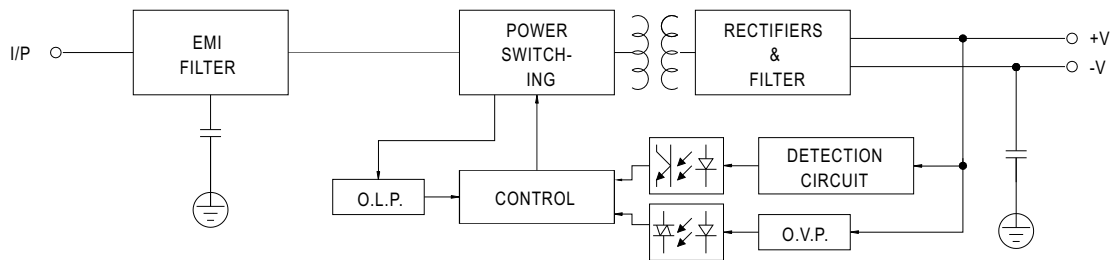 I/P
EMI
FILTER
POWER
SWITCH-
ING
RECTIFIERS
&
FILTER
+V
-V
O.L.P.
CONTROL
DETECTION
CIRCUIT
O.V.P.